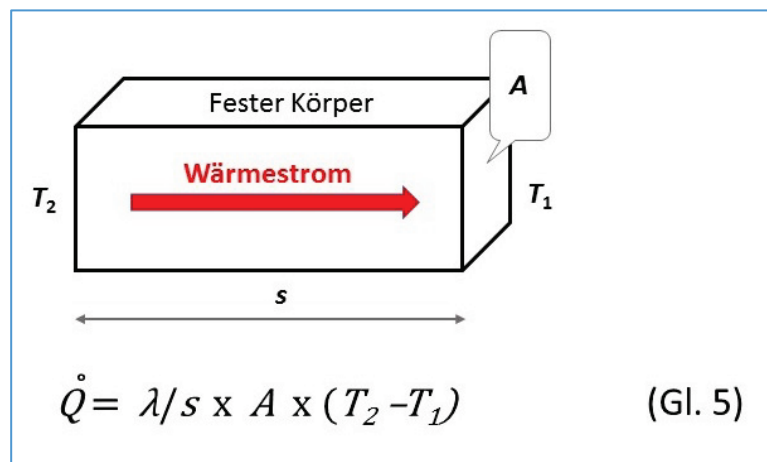 Fester Körper
A
Wärmestrom
T₂
T₁
s
Q̊ = λ/s x A x (T₂ –T₁) (Gl. 5)